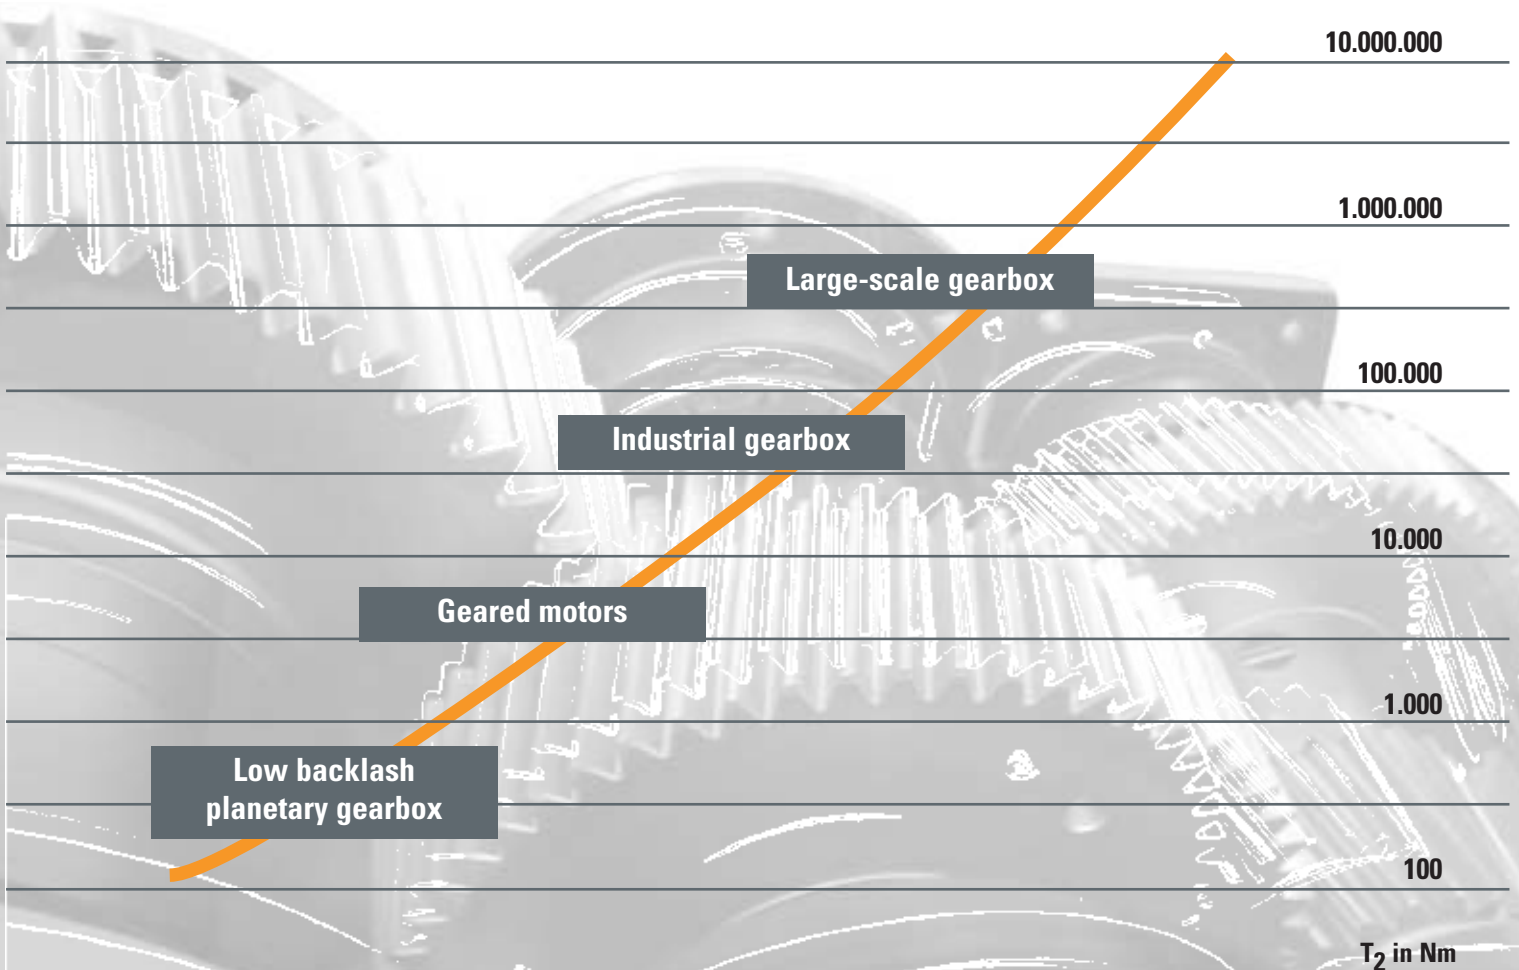 10.000.000
1.000.000
Large-scale gearbox
100.000
Industrial gearbox
10.000
Geared motors
1.000
Low backlash
planetary gearbox
100
T₂ in Nm